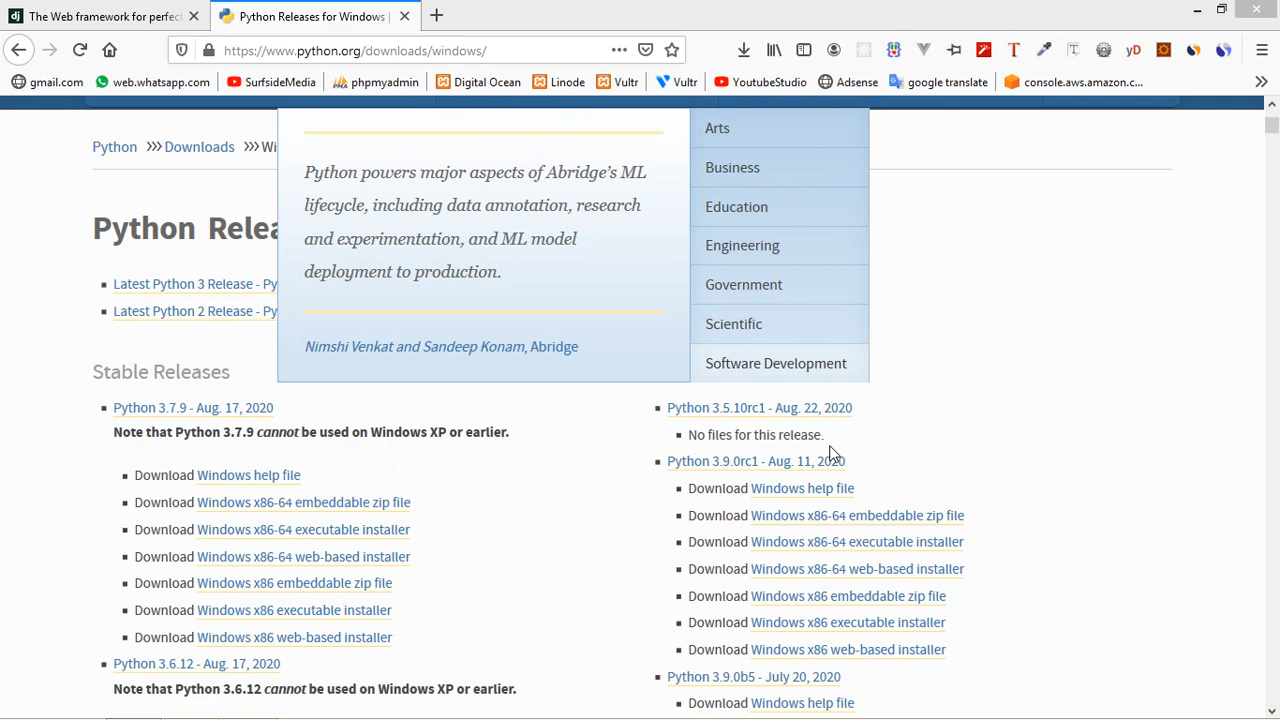 The Web framework for perfect
Python Releases for Windows |
https://www.python.org/downloads/windows/
gmail.com
web.whatsapp.com
SurfsideMedia
phpmyadmin
Digital Ocean
Linode
Vultr
Vultr
YoutubeStudio
Adsense
google translate
console.aws.amazon.c...
Python
Downloads
Wi
Python Relea
Latest Python 3 Release - Py
Latest Python 2 Release - Py
Python powers major aspects of Abridge's ML
lifecycle, including data annotation, research
and experimentation, and ML model
deployment to production.
Nimshi Venkat and Sandeep Konam, Abridge
Arts
Business
Education
Engineering
Government
Scientific
Software Development
Stable Releases
Python 3.7.9 - Aug. 17, 2020
Note that Python 3.7.9 cannot be used on Windows XP or earlier.
Download Windows help file
Download Windows x86-64 embeddable zip file
Download Windows x86-64 executable installer
Download Windows x86-64 web-based installer
Download Windows x86 embeddable zip file
Download Windows x86 executable installer
Download Windows x86 web-based installer
Python 3.6.12 - Aug. 17, 2020
Note that Python 3.6.12 cannot be used on Windows XP or earlier.
Python 3.5.10rc1 - Aug. 22, 2020
No files for this release.
Python 3.9.0rc1 - Aug. 11, 2020
Download Windows help file
Download Windows x86-64 embeddable zip file
Download Windows x86-64 executable installer
Download Windows x86-64 web-based installer
Download Windows x86 embeddable zip file
Download Windows x86 executable installer
Download Windows x86 web-based installer
Python 3.9.0b5 - July 20, 2020
Download Windows help file